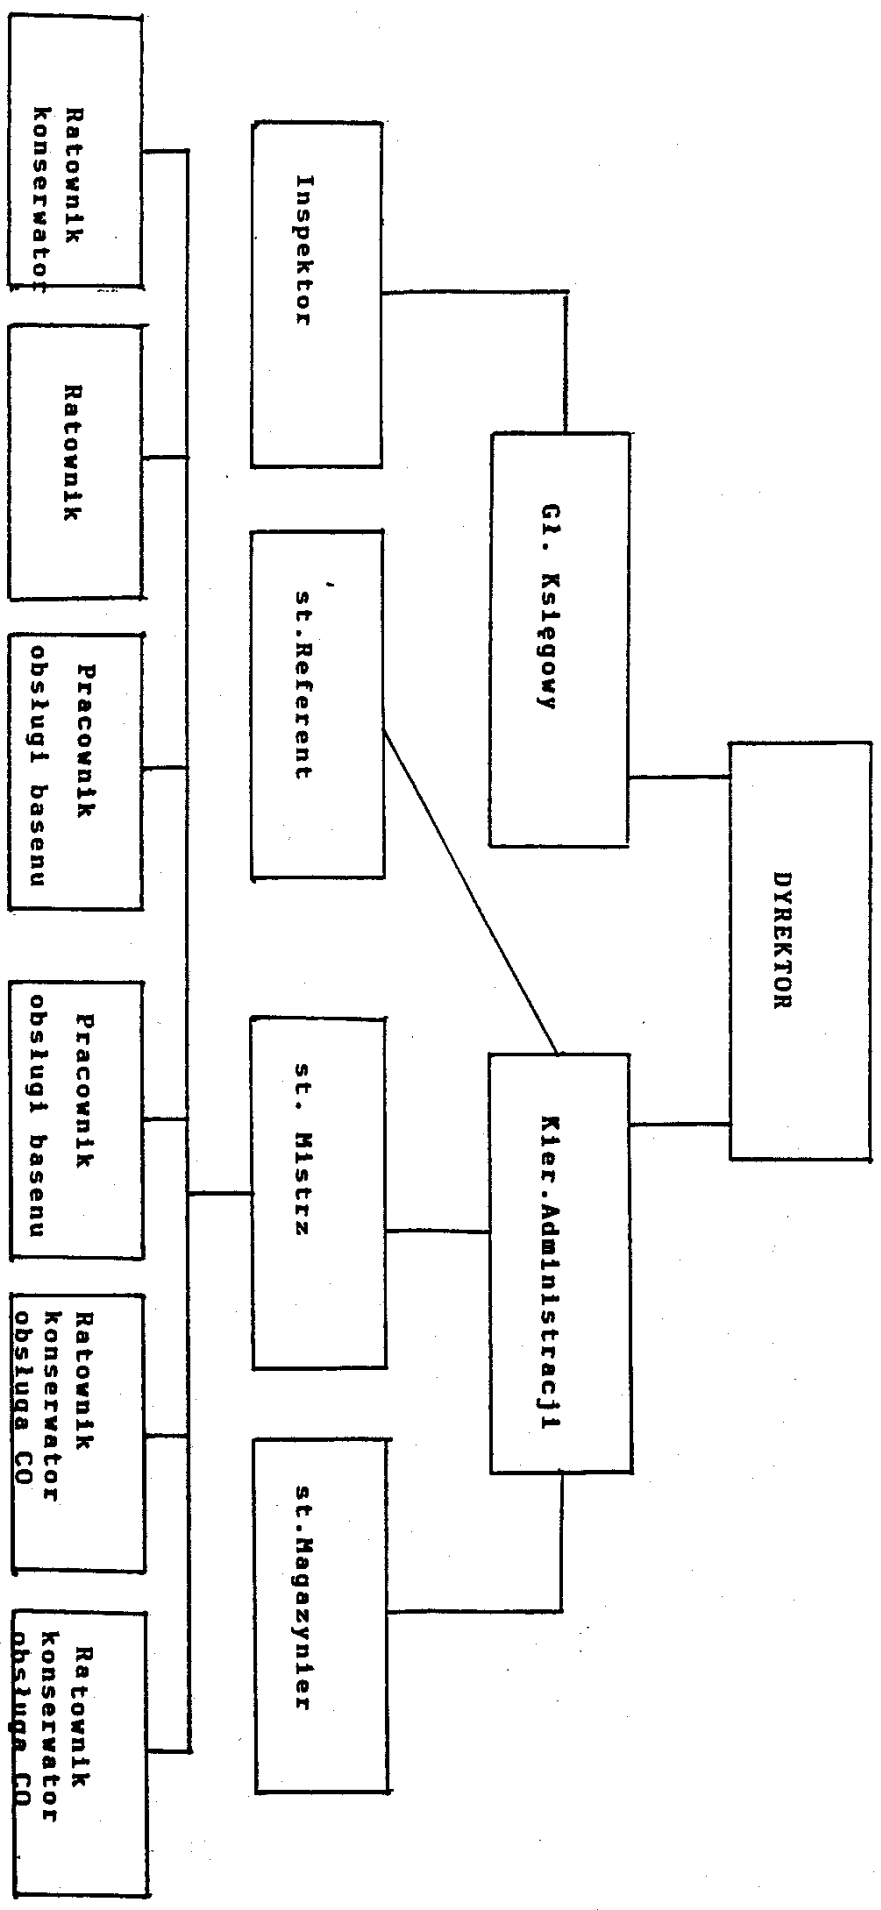 DYREKTOR
Gł. Księgowy
Kier.Administracji
Inspektor
st.Referent
st. Mistrz
st.Magazynier
Ratownik
konserwator
Ratownik
Pracownik
obsługi basenu
Pracownik
obsługi basenu
Ratownik
konserwator
obsługa CO
Ratownik
konserwator
obsługa CO